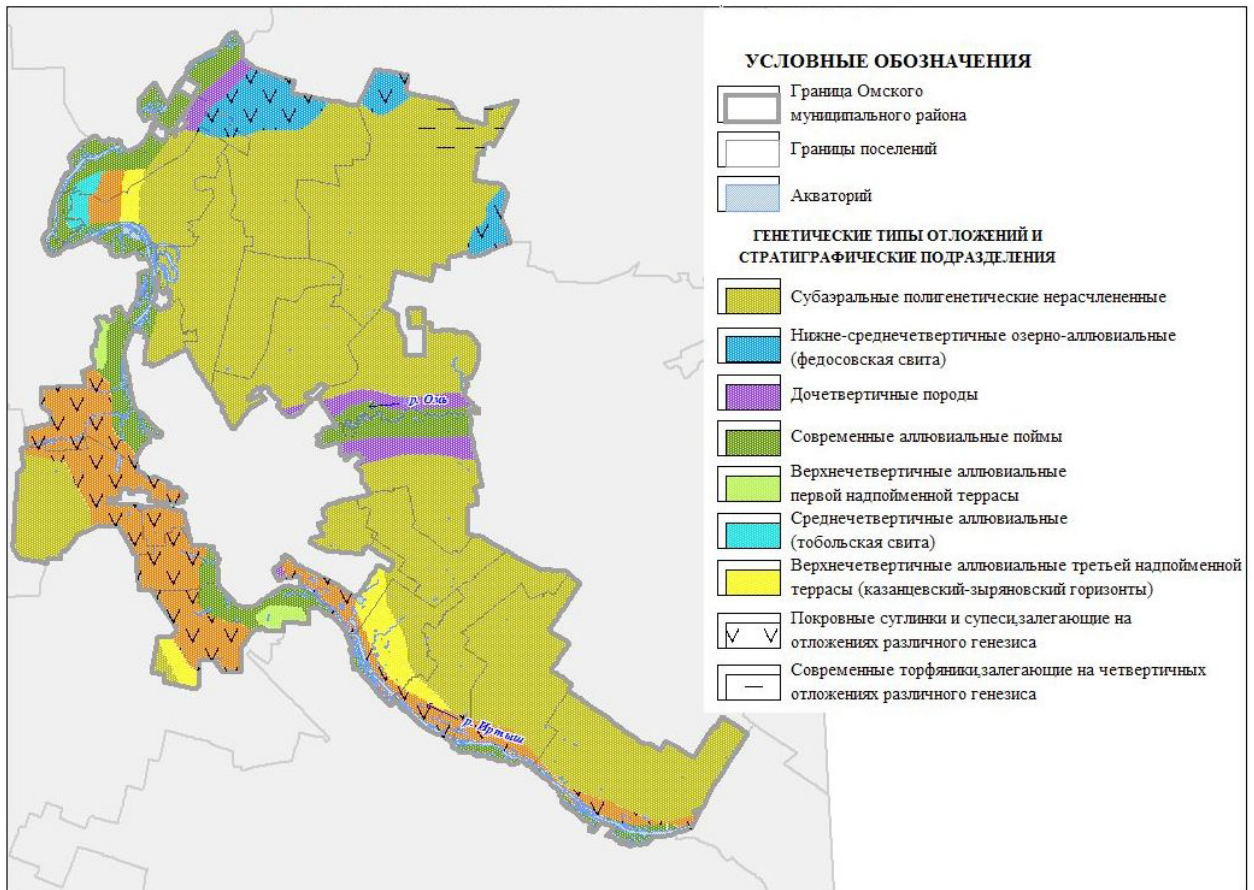 УСЛОВНЫЕ ОБОЗНАЧЕНИЯ
Граница Омского
муниципального района
Границы поселений
Акваторий
ГЕНЕТИЧЕСКИЕ ТИПЫ ОТЛОЖЕНИЙ И
СТРАТИГРАФИЧЕСКИЕ ПОДРАЗДЕЛЕНИЯ
Субаэральные полигенетические нерасчлененные
Нижне-среднечетвертичные озерно-аллювиальные
(федосовская свита)
Дочетвертичные породы
Современные аллювиальные поймы
Верхнечетвертичные аллювиальные
первой надпойменной террасы
Среднечетвертичные аллювиальные
(тобольская свита)
Верхнечетвертичные аллювиальные третьей надпойменной
террасы (казанцевский-зыряновский горизонты)
Покровные суглинки и супеси,залегающие на
отложениях различного генезиса
Современные торфяники,залегающие на четвертичных
отложениях различного генезиса
р. Омь
р. Иртыш